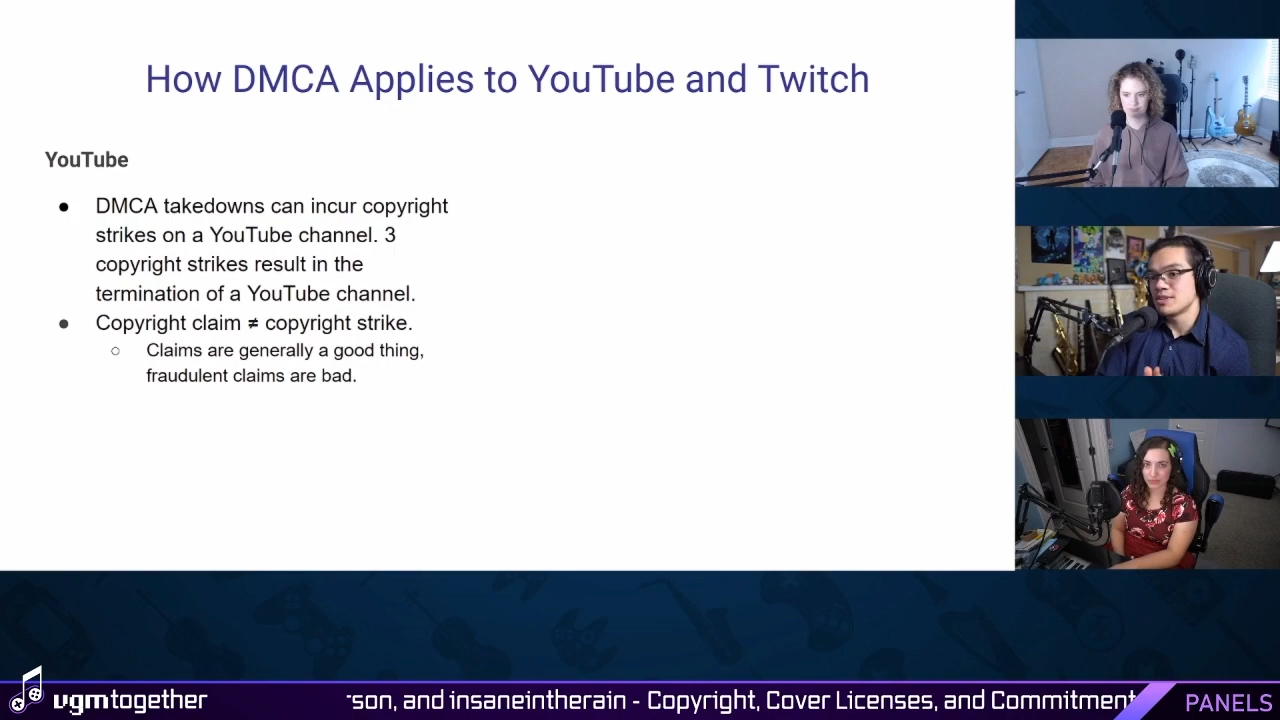 How DMCA Applies to YouTube and Twitch
YouTube
● DMCA takedowns can incur copyright
strikes on a YouTube channel. 3
copyright strikes result in the
termination of a YouTube channel.
● Copyright claim ≠ copyright strike.
○ Claims are generally a good thing,
fraudulent claims are bad.
vgmtogether
son, and insaneintherain - Copyright, Cover Licenses, and Commitment
PANELS